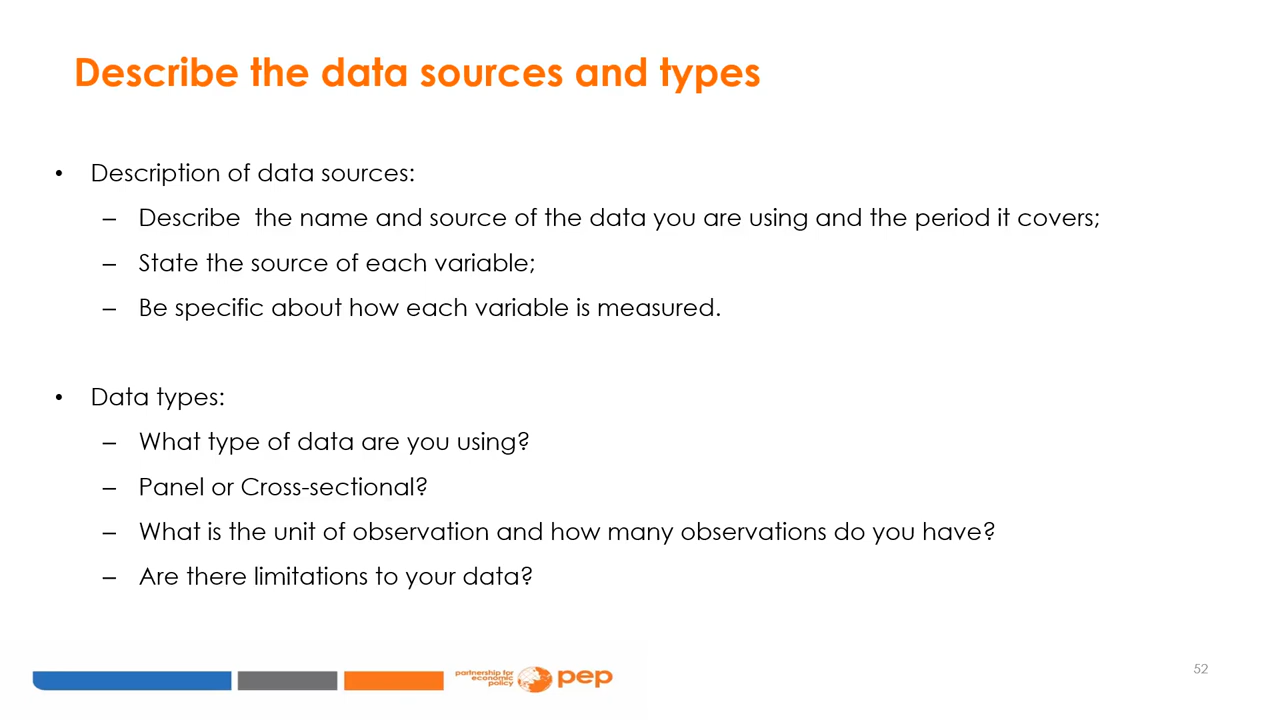 Describe the data sources and types
• Description of data sources:
– Describe  the name and source of the data you are using and the period it covers;
– State the source of each variable;
– Be specific about how each variable is measured.
• Data types:
– What type of data are you using?
– Panel or Cross-sectional?
– What is the unit of observation and how many observations do you have?
– Are there limitations to your data?
partnership for
economic
policy
pep
52